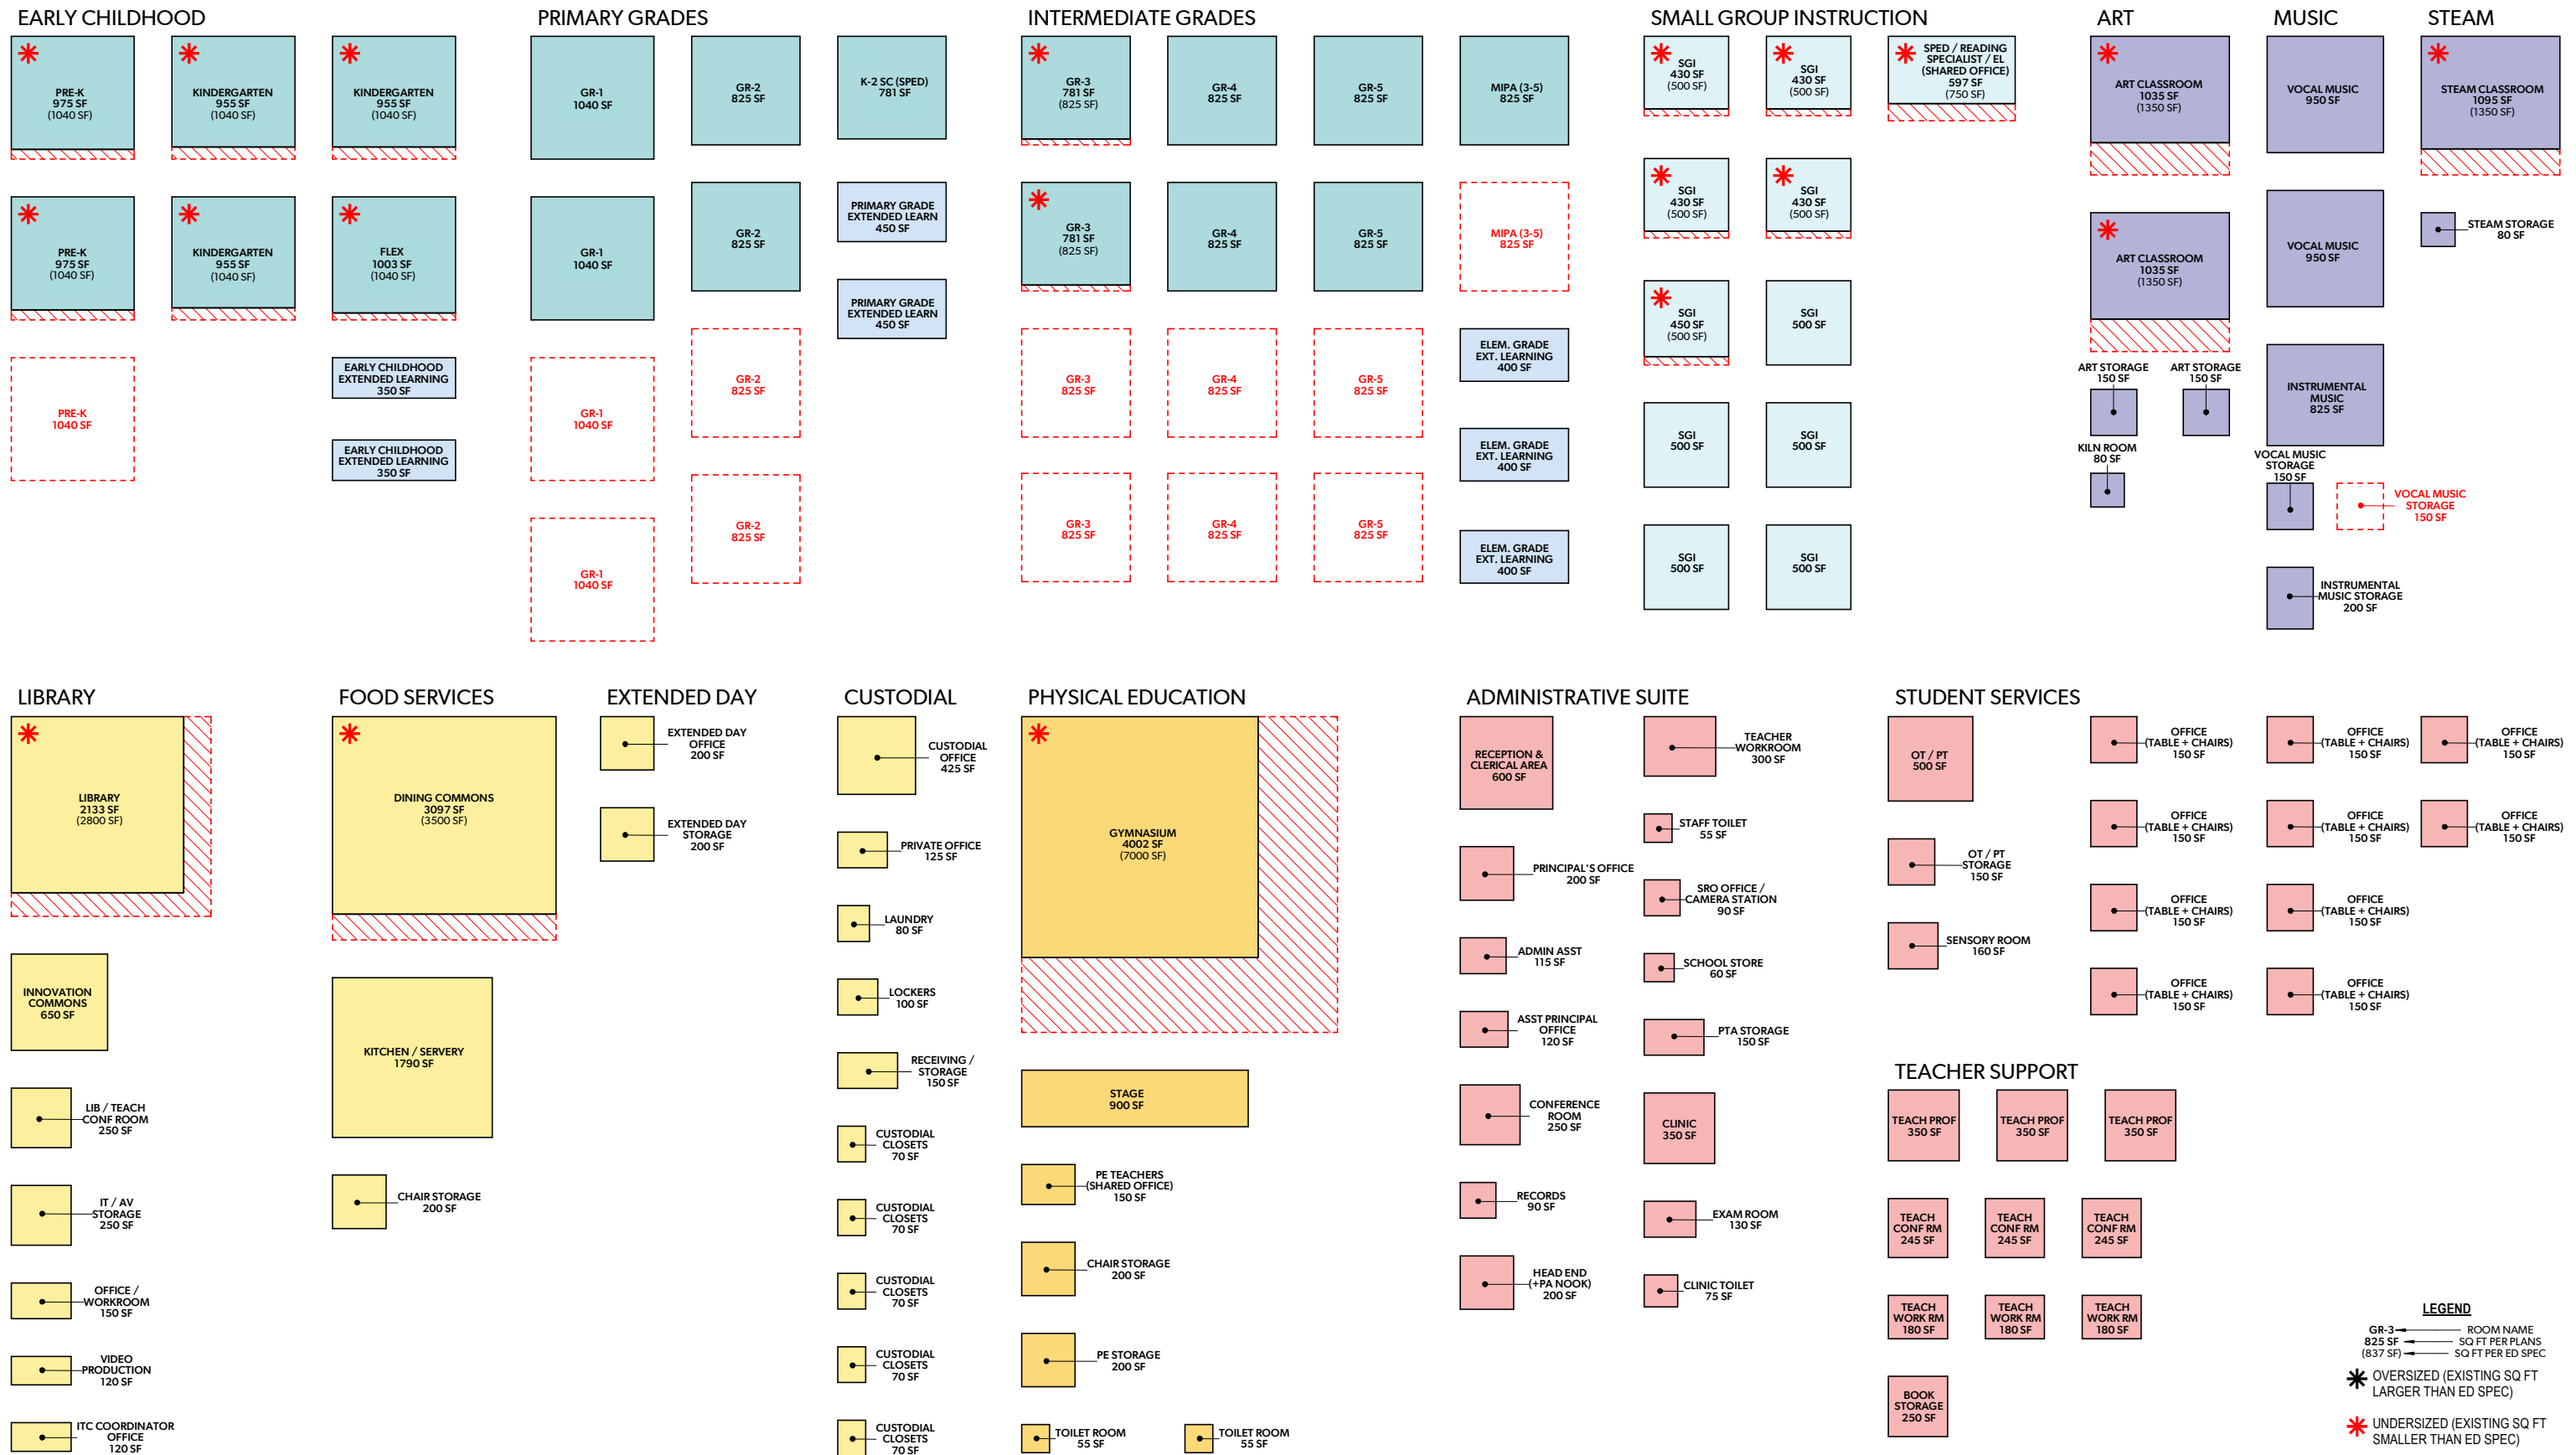 EARLY CHILDHOOD
PRE-K
975 SF
(1040 SF)
KINDERGARTEN
955 SF
(1040 SF)
KINDERGARTEN
955 SF
(1040 SF)
PRE-K
975 SF
(1040 SF)
KINDERGARTEN
955 SF
(1040 SF)
FLEX
1003 SF
(1040 SF)
PRE-K
1040 SF
EARLY CHILDHOOD
EXTENDED LEARNING
350 SF
EARLY CHILDHOOD
EXTENDED LEARNING
350 SF
PRIMARY GRADES
GR-1
1040 SF
GR-2
825 SF
K-2 SC (SPED)
781 SF
GR-1
1040 SF
GR-2
825 SF
PRIMARY GRADE
EXTENDED LEARN
450 SF
PRIMARY GRADE
EXTENDED LEARN
450 SF
GR-1
1040 SF
GR-2
825 SF
GR-1
1040 SF
GR-2
825 SF
INTERMEDIATE GRADES
GR-3
781 SF
(825 SF)
GR-4
825 SF
GR-5
825 SF
MIPA (3-5)
825 SF
GR-3
781 SF
(825 SF)
GR-4
825 SF
GR-5
825 SF
MIPA (3-5)
825 SF
GR-3
825 SF
GR-4
825 SF
GR-5
825 SF
ELEM. GRADE
EXT. LEARNING
400 SF
ELEM. GRADE
EXT. LEARNING
400 SF
GR-3
825 SF
GR-4
825 SF
GR-5
825 SF
ELEM. GRADE
EXT. LEARNING
400 SF
SMALL GROUP INSTRUCTION
SGI
430 SF
(500 SF)
SGI
430 SF
(500 SF)
SPED / READING
SPECIALIST / EL
(SHARED OFFICE)
597 SF
(750 SF)
SGI
430 SF
(500 SF)
SGI
430 SF
(500 SF)
SGI
450 SF
(500 SF)
SGI
500 SF
SGI
500 SF
SGI
500 SF
SGI
500 SF
SGI
500 SF
ART
ART CLASSROOM
1035 SF
(1350 SF)
ART CLASSROOM
1035 SF
(1350 SF)
ART STORAGE
150 SF
ART STORAGE
150 SF
KILN ROOM
80 SF
MUSIC
VOCAL MUSIC
950 SF
VOCAL MUSIC
950 SF
INSTRUMENTAL
MUSIC
825 SF
VOCAL MUSIC
STORAGE
150 SF
VOCAL MUSIC
STORAGE
150 SF
INSTRUMENTAL
MUSIC STORAGE
200 SF
STEAM
STEAM CLASSROOM
1095 SF
(1350 SF)
STEAM STORAGE
80 SF
LIBRARY
LIBRARY
2133 SF
(2800 SF)
INNOVATION
COMMONS
650 SF
LIB / TEACH
CONF ROOM
250 SF
IT / AV
STORAGE
250 SF
OFFICE /
WORKROOM
150 SF
VIDEO
PRODUCTION
120 SF
ITC COORDINATOR
OFFICE
120 SF
FOOD SERVICES
DINING COMMONS
3097 SF
(3500 SF)
KITCHEN / SERVERY
1790 SF
CHAIR STORAGE
200 SF
EXTENDED DAY
EXTENDED DAY
OFFICE
200 SF
EXTENDED DAY
STORAGE
200 SF
CUSTODIAL
CUSTODIAL
OFFICE
425 SF
PRIVATE OFFICE
125 SF
LAUNDRY
80 SF
LOCKERS
100 SF
RECEIVING /
STORAGE
150 SF
CUSTODIAL
CLOSETS
70 SF
CUSTODIAL
CLOSETS
70 SF
CUSTODIAL
CLOSETS
70 SF
CUSTODIAL
CLOSETS
70 SF
CUSTODIAL
CLOSETS
70 SF
PHYSICAL EDUCATION
GYMNASIUM
4002 SF
(7000 SF)
STAGE
900 SF
PE TEACHERS
(SHARED OFFICE)
150 SF
CHAIR STORAGE
200 SF
PE STORAGE
200 SF
TOILET ROOM
55 SF
TOILET ROOM
55 SF
ADMINISTRATIVE SUITE
RECEPTION &
CLERICAL AREA
600 SF
PRINCIPAL'S OFFICE
200 SF
ADMIN ASST
115 SF
ASST PRINCIPAL
OFFICE
120 SF
CONFERENCE
ROOM
250 SF
RECORDS
90 SF
HEAD END
(+PA NOOK)
200 SF
TEACHER
WORKROOM
300 SF
STAFF TOILET
55 SF
SRO OFFICE /
CAMERA STATION
90 SF
SCHOOL STORE
60 SF
PTA STORAGE
150 SF
CLINIC
350 SF
EXAM ROOM
130 SF
CLINIC TOILET
75 SF
STUDENT SERVICES
OT / PT
500 SF
OT / PT
STORAGE
150 SF
SENSORY ROOM
160 SF
OFFICE
(TABLE + CHAIRS)
150 SF
OFFICE
(TABLE + CHAIRS)
150 SF
OFFICE
(TABLE + CHAIRS)
150 SF
OFFICE
(TABLE + CHAIRS)
150 SF
OFFICE
(TABLE + CHAIRS)
150 SF
OFFICE
(TABLE + CHAIRS)
150 SF
OFFICE
(TABLE + CHAIRS)
150 SF
OFFICE
(TABLE + CHAIRS)
150 SF
OFFICE
(TABLE + CHAIRS)
150 SF
OFFICE
(TABLE + CHAIRS)
150 SF
TEACHER SUPPORT
TEACH PROF
350 SF
TEACH PROF
350 SF
TEACH PROF
350 SF
TEACH
CONF RM
245 SF
TEACH
CONF RM
245 SF
TEACH
CONF RM
245 SF
TEACH
WORK RM
180 SF
TEACH
WORK RM
180 SF
TEACH
WORK RM
180 SF
BOOK
STORAGE
250 SF
LEGEND
GR-3 ROOM NAME
825 SF SQ FT PER PLANS
(837 SF) SQ FT PER ED SPEC
OVERSIZED (EXISTING SQ FT
LARGER THAN ED SPEC)
UNDERSIZED (EXISTING SQ FT
SMALLER THAN ED SPEC)